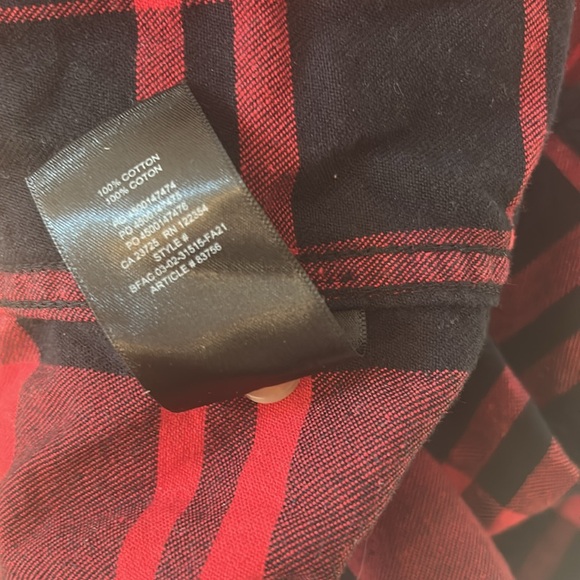 100% COTTON
100% COTON
PO 4500147474
PO 4500147475
PO 4500147476
CA 23725 RN 122354
STYLE #
BFAC 03-02-31515-FA21
ARTICLE # 83756